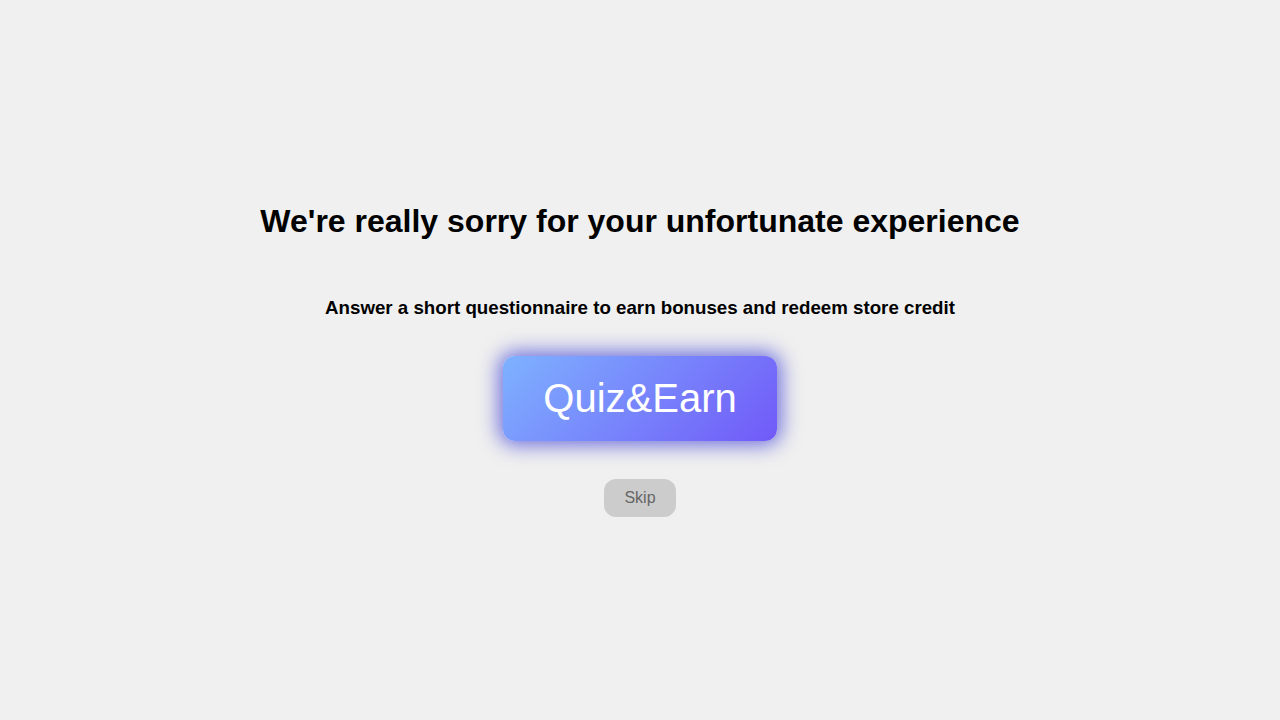 We're really sorry for your unfortunate experience
Answer a short questionnaire to earn bonuses and redeem store credit
Quiz&Earn
Skip